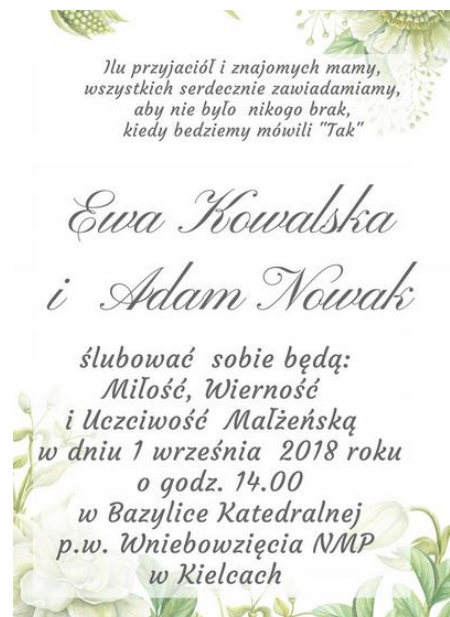 Ilu przyjaciół i znajomych mamy,
wszystkich serdecznie zawiadamiamy,
aby nie było nikogo brak,
kiedy bedziemy mówili "Tak"
Ewa Kowalska
i Adam Nowak
ślubować sobie będą:
Miłość, Wierność
i Uczciwość Małżeńską
w dniu 1 września 2018 roku
o godz. 14.00
w Bazylice Katedralnej
p.w. Wniebowzięcia NMP
w Kielcach